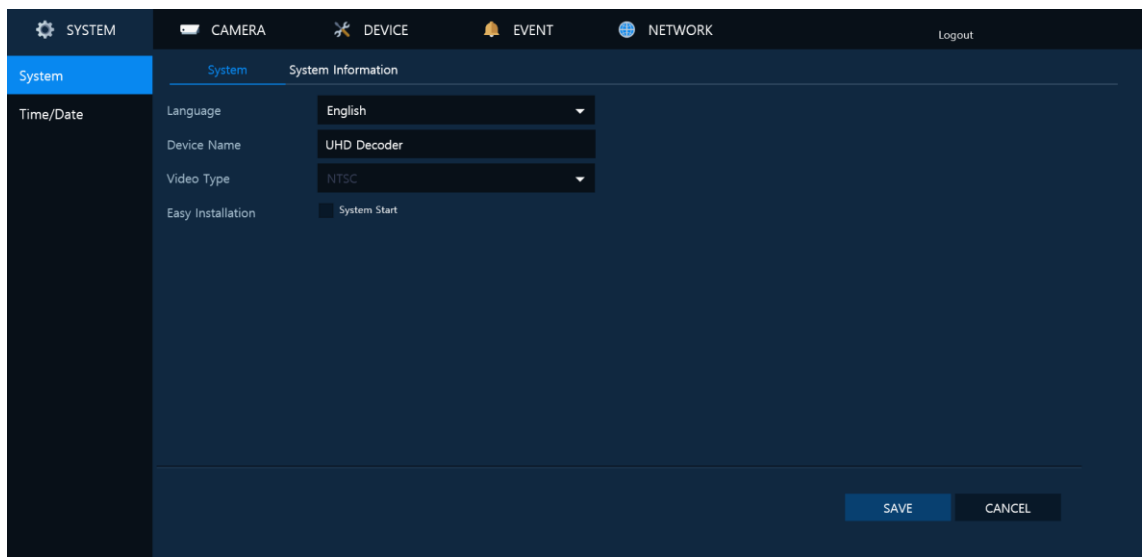 SYSTEM CAMERA DEVICE EVENT NETWORK Logout
System
Time/Date
System System Information
Language English
Device Name UHD Decoder
Video Type NTSC
Easy Installation System Start
SAVE CANCEL